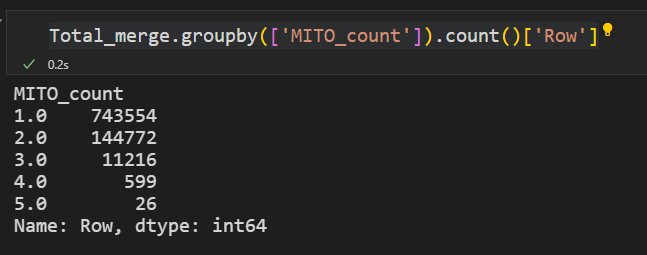 Total_merge.groupby(['MITO_count']).count()['Row']
0.2s
MITO_count
1.0    743554
2.0    144772
3.0     11216
4.0       599
5.0        26
Name: Row, dtype: int64